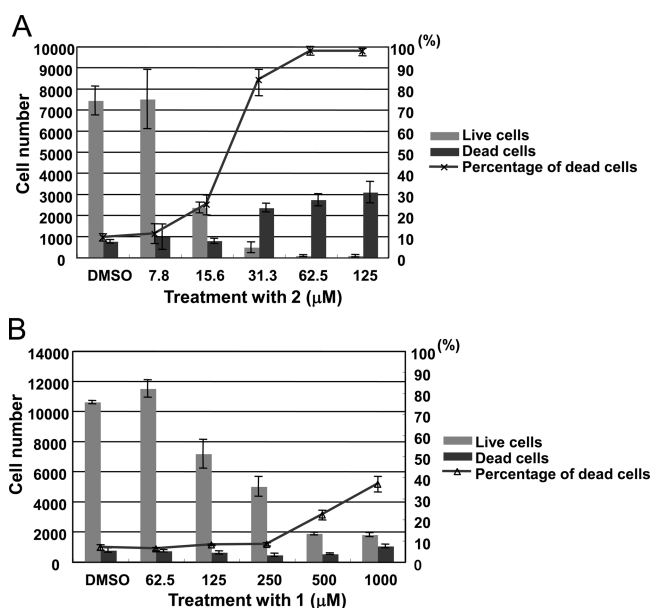 A
(%)
10000 100
9000 90
8000 80
7000 70
6000 60
5000 50
4000 40
3000 30
2000 20
1000 10
0 0
Cell number
DMSO 7.8 15.6 31.3 62.5 125
Treatment with 2 (μM)
Live cells
Dead cells
Percentage of dead cells
B
(%)
14000 100
90
12000
80
10000
70
60
8000
50
6000
40
4000
30
20
2000
10
0 0
Cell number
DMSO 62.5 125 250 500 1000
Treatment with 1 (μM)
Live cells
Dead cells
Percentage of dead cells